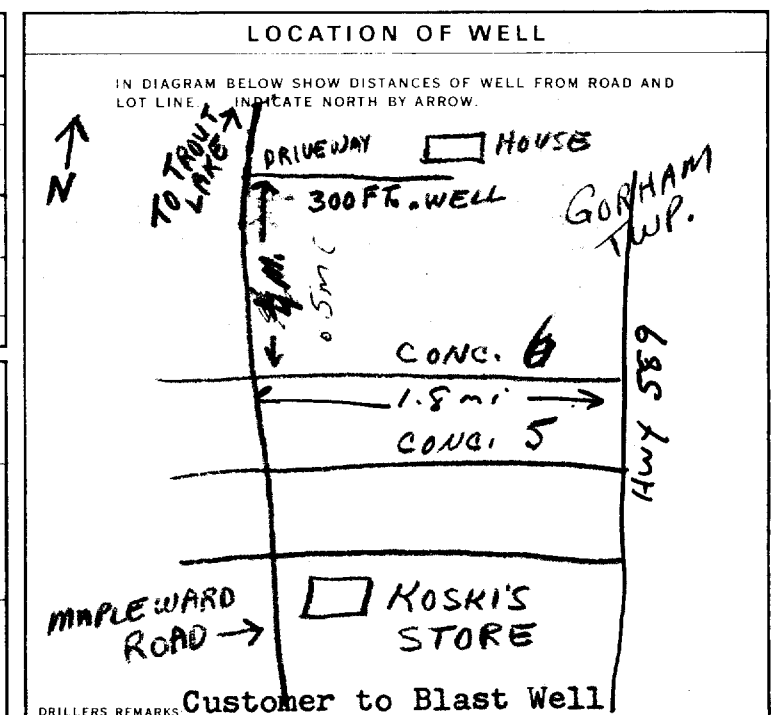 LOCATION OF WELL
IN DIAGRAM BELOW SHOW DISTANCES OF WELL FROM ROAD AND
LOT LINE. INDICATE NORTH BY ARROW.
N
TO TROUT
LAKE
DRIVEWAY
HOUSE
300 FT. WELL
GORHAM
TWP.
M.
CONC. 6
1.8 mi
CONC. 5
HWY 589
MAPLEWARD
ROAD
KOSKI'S
STORE
DRILLERS REMARKS: Customer to Blast Well